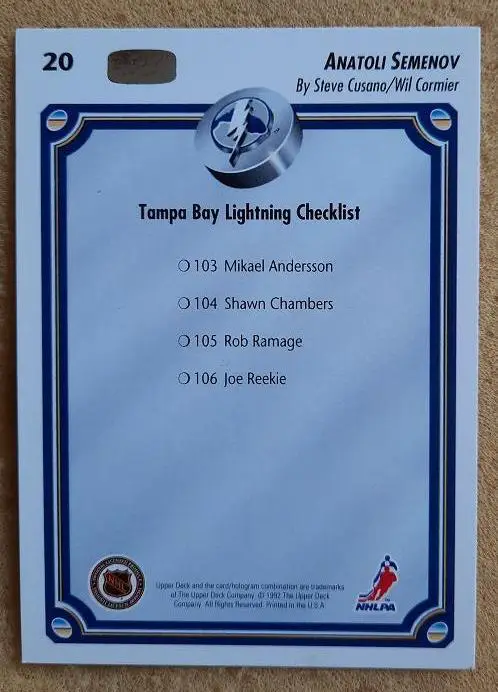 20
ANATOLI SEMENOV
By Steve Cusano/Wil Cormier
Tampa Bay Lightning Checklist
❍ 103 Mikael Andersson
❍ 104 Shawn Chambers
❍ 105 Rob Ramage
❍ 106 Joe Reekie
Upper Deck and the card/hologram combination are trademarks
of The Upper Deck Company. © 1992 The Upper Deck
Company. All Rights Reserved. Printed in the U.S.A.
NHL
NHLPA